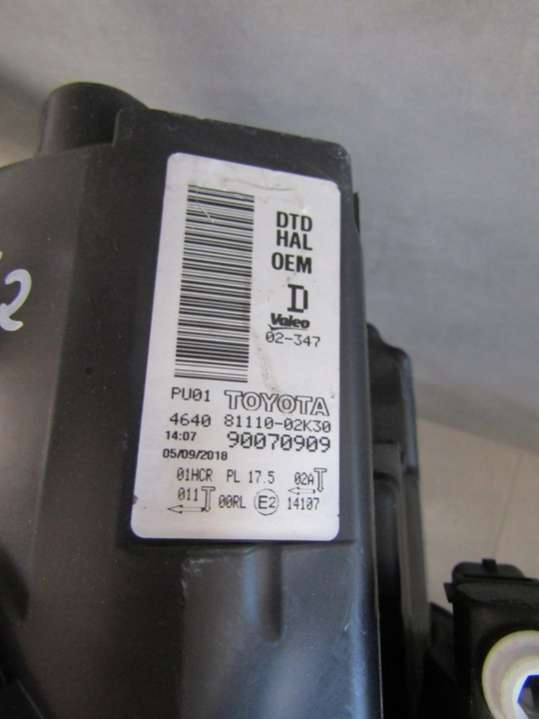 DTD
HAL
OEM
D
Valeo
02-347
PU01 TOYOTA
4640 81110-02K30
14:07 90070909
05/09/2018
01HCR PL 17.5 02A
011 00RL E2 14107